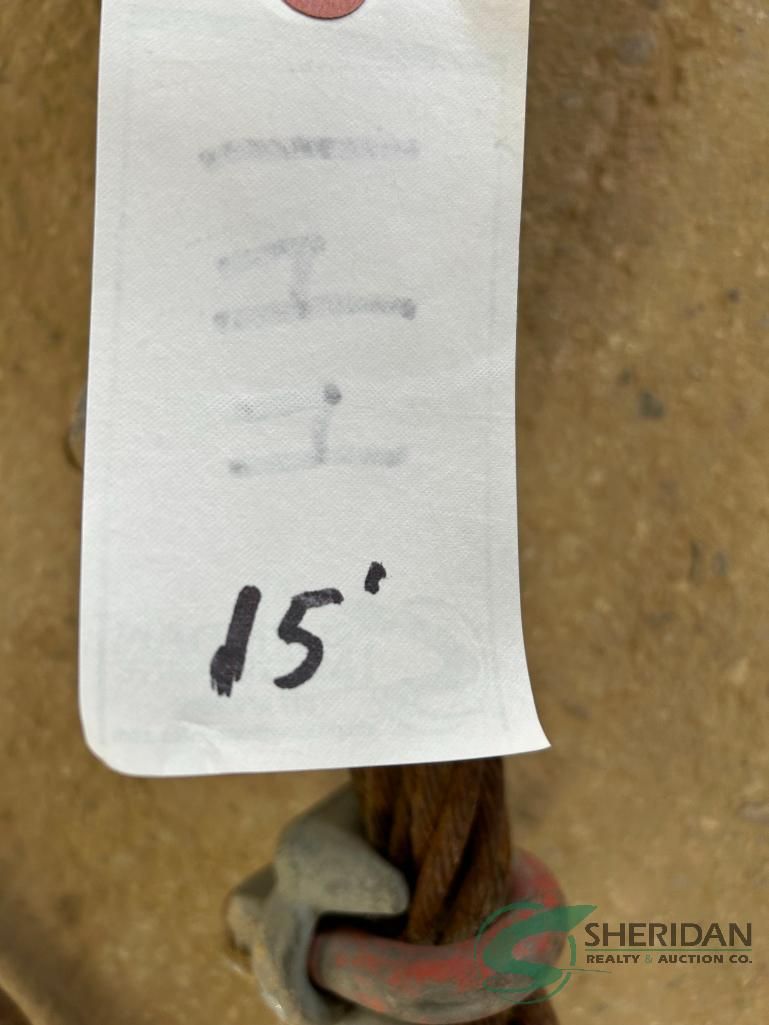 15'
SHERIDAN
REALTY & AUCTION CO.